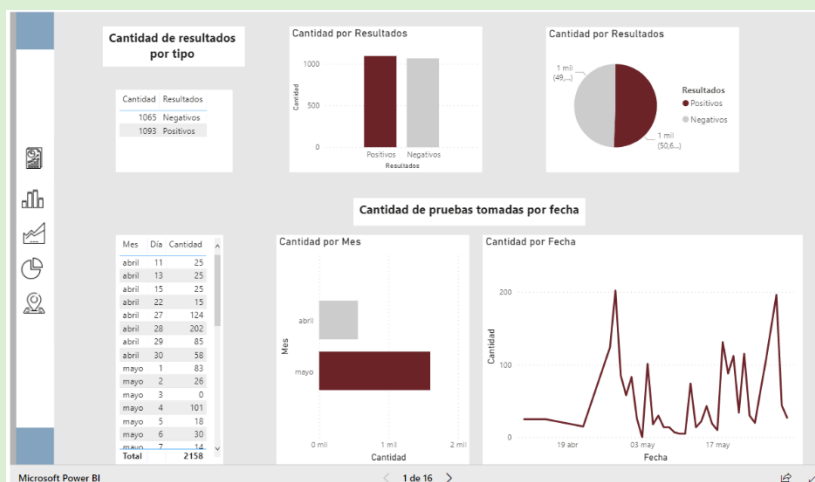 Cantidad de resultados
por tipo
Cantidad por Resultados
1000
500
0
Cantidad
Positivos Negativos
Resultados
Cantidad por Resultados
1 mil
(49,...)
1 mil
(50,6...)
Resultados
Positivos
Negativos
Cantidad Resultados
1065 Negativos
1093 Positivos
Cantidad de pruebas tomadas por fecha
Mes Día Cantidad
abril 11 25
abril 13 25
abril 15 25
abril 22 15
abril 27 124
abril 28 202
abril 29 85
abril 30 58
mayo 1 83
mayo 2 26
mayo 3 0
mayo 4 101
mayo 5 18
mayo 6 30
mayo 7 14
Total 2158
Cantidad por Mes
Mes
abril
mayo
0 mil 1 mil 2 mil
Cantidad
Cantidad por Fecha
200
100
0
Cantidad
19 abr 03 may 17 may
Fecha
Microsoft Power BI
1 de 16